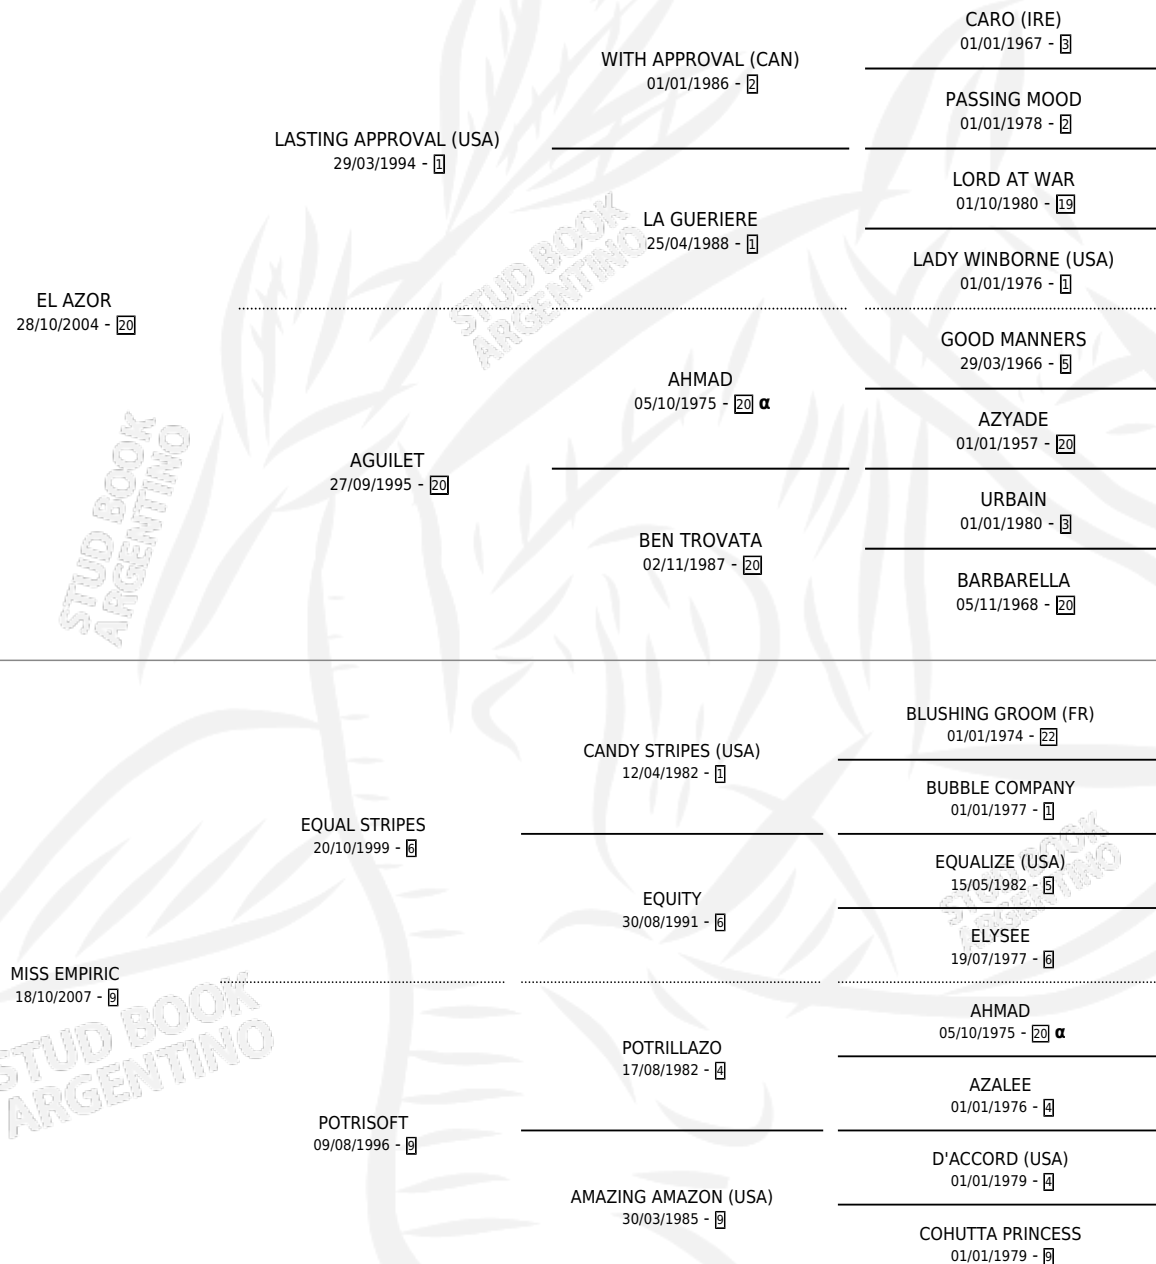 CARO (IRE)
01/01/1967 - 3
WITH APPROVAL (CAN)
01/01/1986 - 2
PASSING MOOD
01/01/1978 - 2
LASTING APPROVAL (USA)
29/03/1994 - 1
LORD AT WAR
01/10/1980 - 19
LA GUERIERE
25/04/1988 - 1
LADY WINBORNE (USA)
01/01/1976 - 1
EL AZOR
28/10/2004 - 20
GOOD MANNERS
29/03/1966 - 5
AHMAD
05/10/1975 - 20 α
AZYADE
01/01/1957 - 20
AGUILET
27/09/1995 - 20
URBAIN
01/01/1980 - 3
BEN TROVATA
02/11/1987 - 20
BARBARELLA
05/11/1968 - 20
BLUSHING GROOM (FR)
01/01/1974 - 22
CANDY STRIPES (USA)
12/04/1982 - 1
BUBBLE COMPANY
01/01/1977 - 1
EQUAL STRIPES
20/10/1999 - 6
EQUALIZE (USA)
15/05/1982 - 5
EQUITY
30/08/1991 - 6
ELYSEE
19/07/1977 - 6
MISS EMPIRIC
18/10/2007 - 9
AHMAD
05/10/1975 - 20 α
POTRILLAZO
17/08/1982 - 4
AZALEE
01/01/1976 - 4
POTRISOFT
09/08/1996 - 9
D'ACCORD (USA)
01/01/1979 - 4
AMAZING AMAZON (USA)
30/03/1985 - 9
COHUTTA PRINCESS
01/01/1979 - 9
STUD BOOK
ARGENTINO
STUD BOOK
ARGENTINO
STUD BOOK
ARGENTINO
STUD BOOK
ARGENTINO